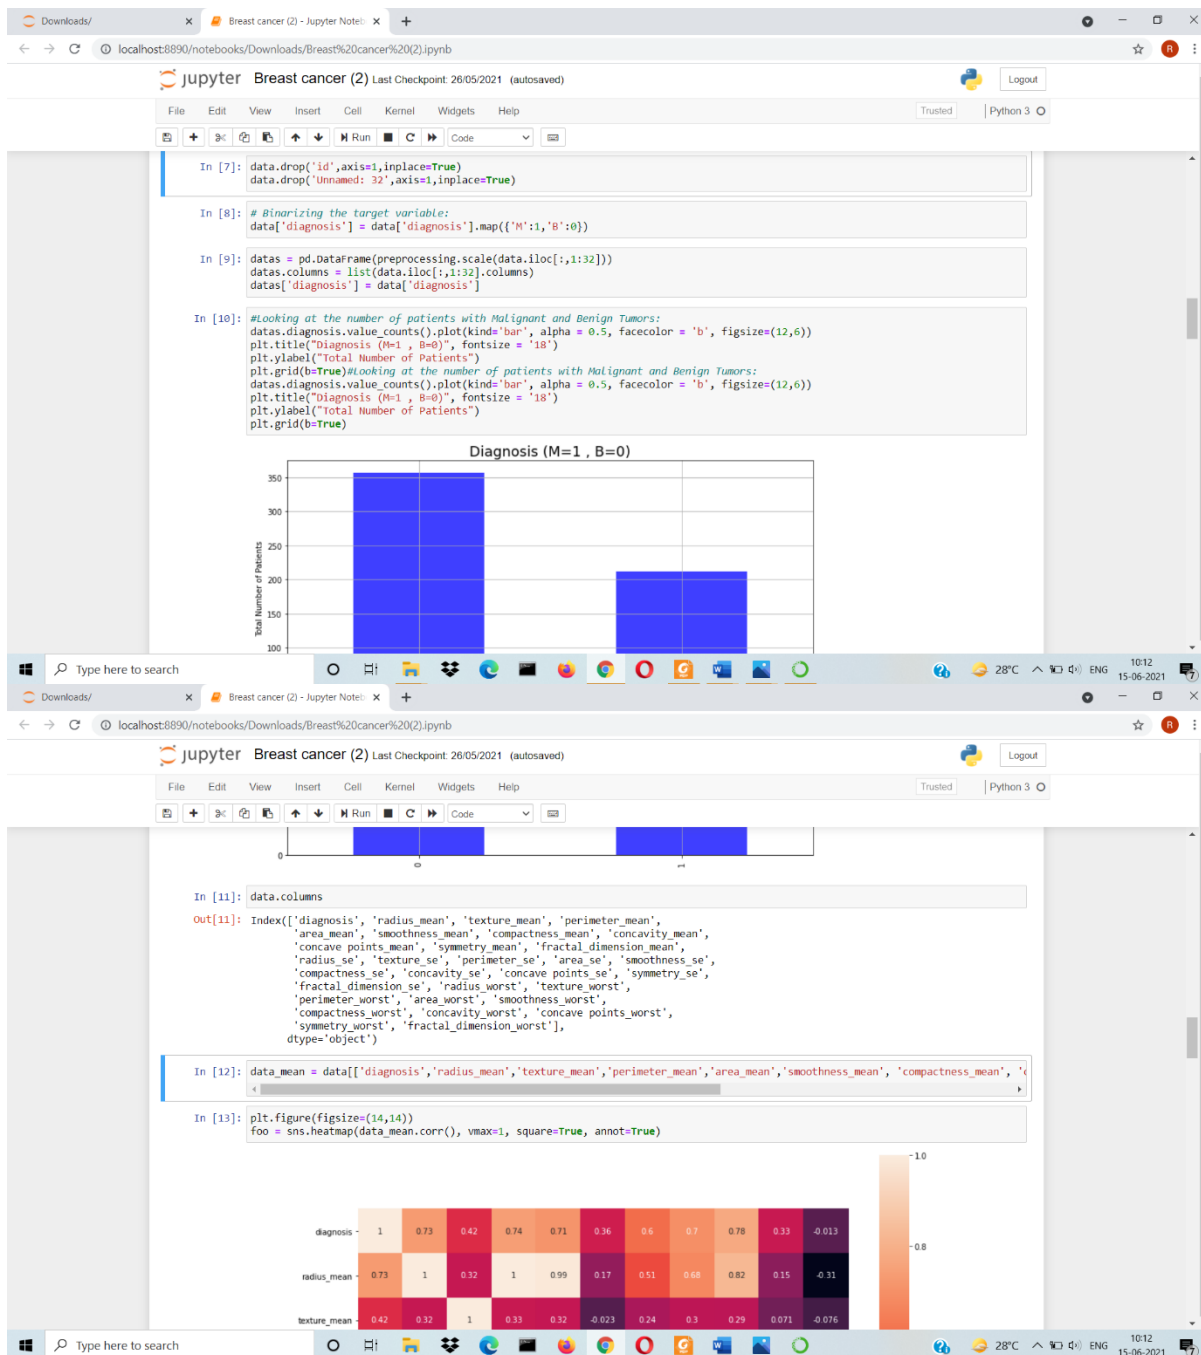 Downloads/
Breast cancer (2) - Jupyter Noteb
localhost:8890/notebooks/Downloads/Breast%20cancer%20(2).ipynb
R
jupyter Breast cancer (2) Last Checkpoint: 26/05/2021 (autosaved)
Logout
File Edit View Insert Cell Kernel Widgets Help
Trusted Python 3
Run Code
In [7]: data.drop('id',axis=1,inplace=True)
data.drop('Unnamed: 32',axis=1,inplace=True)
In [8]: # Binarizing the target variable:
data['diagnosis'] = data['diagnosis'].map({'M':1,'B':0})
In [9]: datas = pd.DataFrame(preprocessing.scale(data.iloc[:,1:32]))
datas.columns = list(data.iloc[:,1:32].columns)
datas['diagnosis'] = data['diagnosis']
In [10]: #Looking at the number of patients with Malignant and Benign Tumors:
datas.diagnosis.value_counts().plot(kind='bar', alpha = 0.5, facecolor = 'b', figsize=(12,6))
plt.title("Diagnosis (M=1 , B=0)", fontsize = '18')
plt.ylabel("Total Number of Patients")
plt.grid(b=True)#Looking at the number of patients with Malignant and Benign Tumors:
datas.diagnosis.value_counts().plot(kind='bar', alpha = 0.5, facecolor = 'b', figsize=(12,6))
plt.title("Diagnosis (M=1 , B=0)", fontsize = '18')
plt.ylabel("Total Number of Patients")
plt.grid(b=True)
Diagnosis (M=1 , B=0)
350
300
250
200
150
100
Total Number of Patients
Type here to search
W
28°C ENG
10:12
15-06-2021
7
Downloads/
Breast cancer (2) - Jupyter Noteb
localhost:8890/notebooks/Downloads/Breast%20cancer%20(2).ipynb
R
jupyter Breast cancer (2) Last Checkpoint: 26/05/2021 (autosaved)
Logout
File Edit View Insert Cell Kernel Widgets Help
Trusted Python 3
Run Code
0
0 1
In [11]: data.columns
Out[11]: Index(['diagnosis', 'radius_mean', 'texture_mean', 'perimeter_mean',
'area_mean', 'smoothness_mean', 'compactness_mean', 'concavity_mean',
'concave points_mean', 'symmetry_mean', 'fractal_dimension_mean',
'radius_se', 'texture_se', 'perimeter_se', 'area_se', 'smoothness_se',
'compactness_se', 'concavity_se', 'concave points_se', 'symmetry_se',
'fractal_dimension_se', 'radius_worst', 'texture_worst',
'perimeter_worst', 'area_worst', 'smoothness_worst',
'compactness_worst', 'concavity_worst', 'concave points_worst',
'symmetry_worst', 'fractal_dimension_worst'],
dtype='object')
In [12]: data_mean = data[['diagnosis','radius_mean','texture_mean','perimeter_mean','area_mean','smoothness_mean', 'compactness_mean', 'c
In [13]: plt.figure(figsize=(14,14))
foo = sns.heatmap(data_mean.corr(), vmax=1, square=True, annot=True)
1.0
diagnosis 1 0.73 0.42 0.74 0.71 0.36 0.6 0.7 0.78 0.33 -0.013
0.8
radius_mean 0.73 1 0.32 1 0.99 0.17 0.51 0.68 0.82 0.15 -0.31
texture_mean 0.42 0.32 1 0.33 0.32 -0.023 0.24 0.3 0.29 0.071 -0.076
Type here to search
W
28°C ENG
10:12
15-06-2021
7